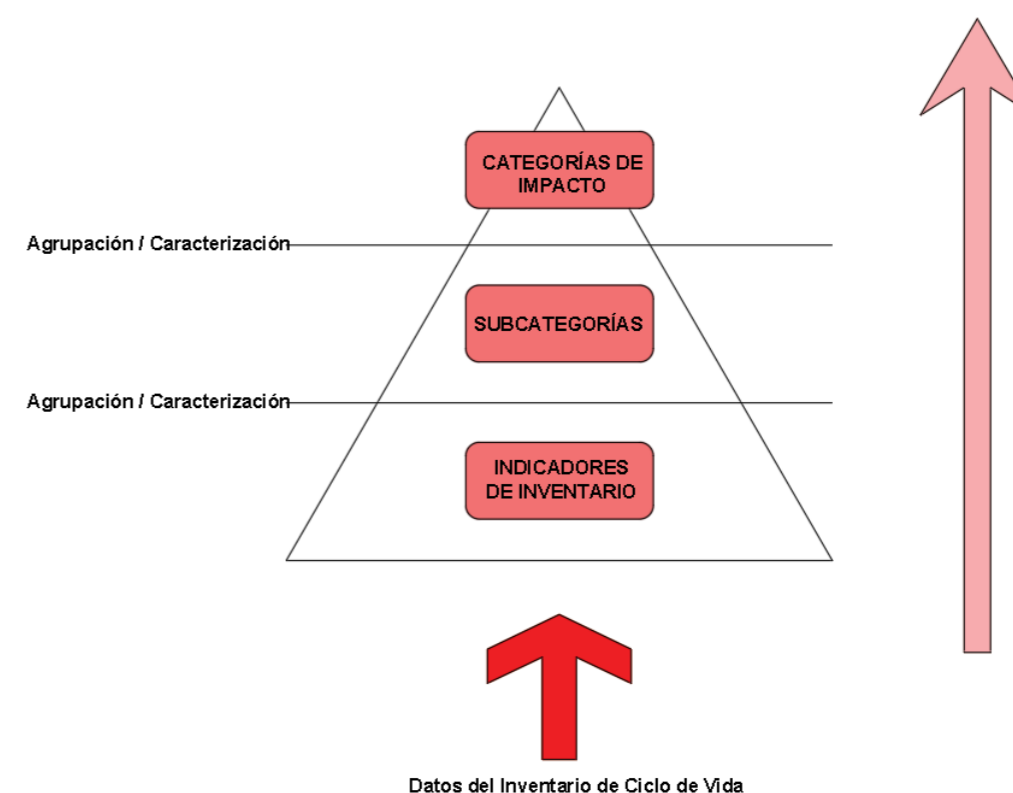 CATEGORÍAS DE
IMPACTO
Agrupación / Caracterización
SUBCATEGORÍAS
Agrupación / Caracterización
INDICADORES
DE INVENTARIO
Datos del Inventario de Ciclo de Vida